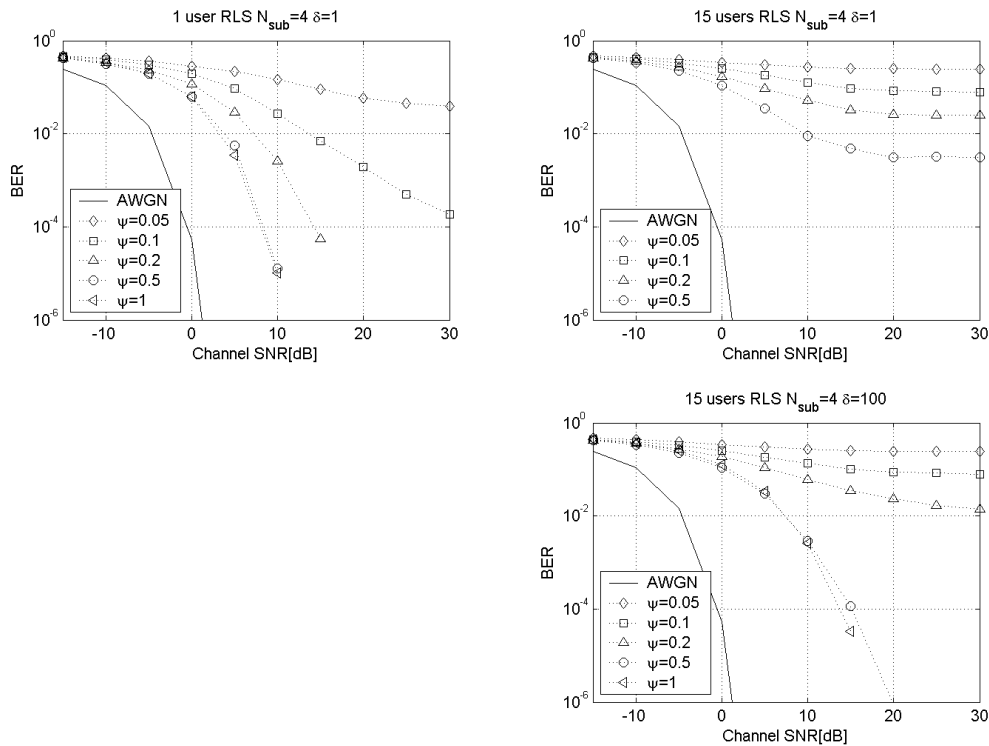 1 user RLS N_sub=4 δ=1
10^0
10^-2
10^-4
10^-6
BER
-10
0
10
20
30
Channel SNR[dB]
AWGN
ψ=0.05
ψ=0.1
ψ=0.2
ψ=0.5
ψ=1
15 users RLS N_sub=4 δ=1
10^0
10^-2
10^-4
10^-6
BER
-10
0
10
20
30
Channel SNR[dB]
AWGN
ψ=0.05
ψ=0.1
ψ=0.2
ψ=0.5
15 users RLS N_sub=4 δ=100
10^0
10^-2
10^-4
10^-6
BER
-10
0
10
20
30
Channel SNR[dB]
AWGN
ψ=0.05
ψ=0.1
ψ=0.2
ψ=0.5
ψ=1